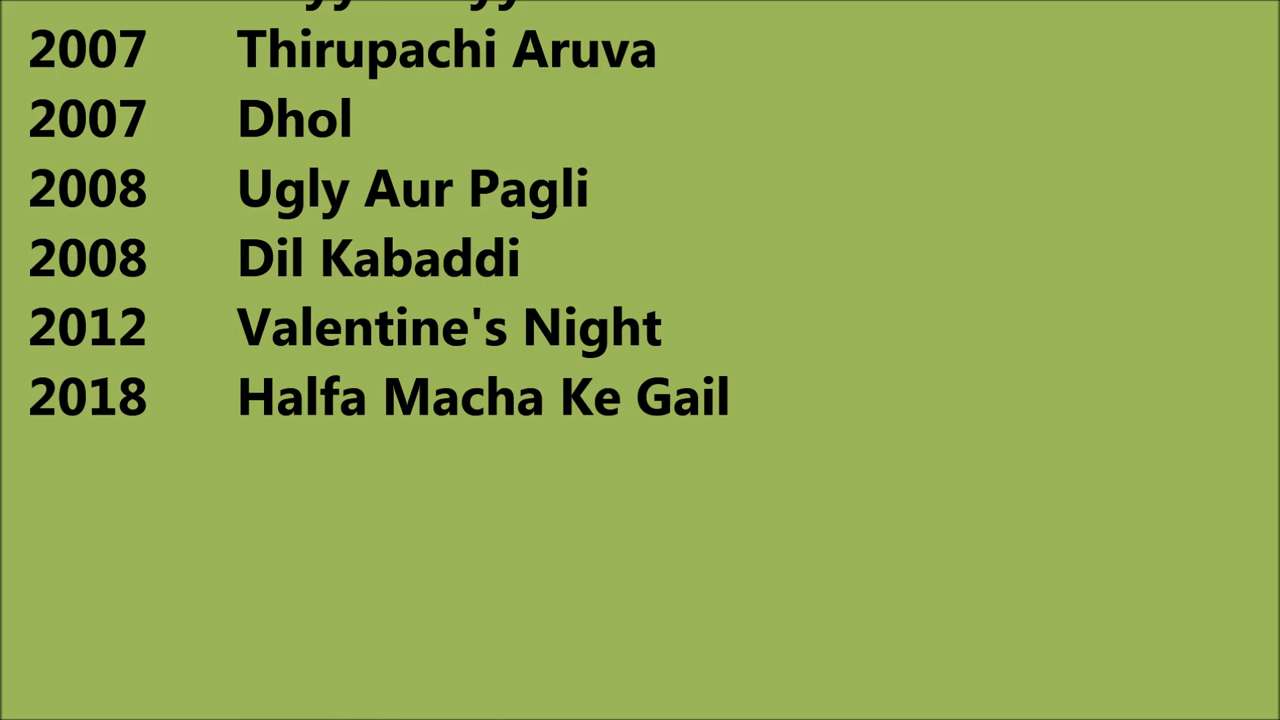 2007 Thirupachi Aruva
2007 Dhol
2008 Ugly Aur Pagli
2008 Dil Kabaddi
2012 Valentine's Night
2018 Halfa Macha Ke Gail